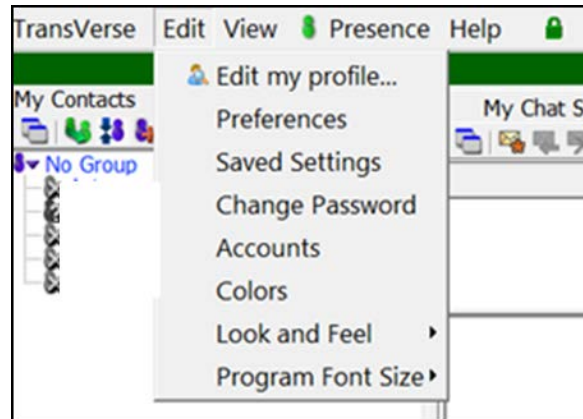 TransVerse Edit View Presence Help
Edit my profile...
My Contacts
My Chat S
Preferences
No Group
Saved Settings
Change Password
Accounts
Colors
Look and Feel
Program Font Size